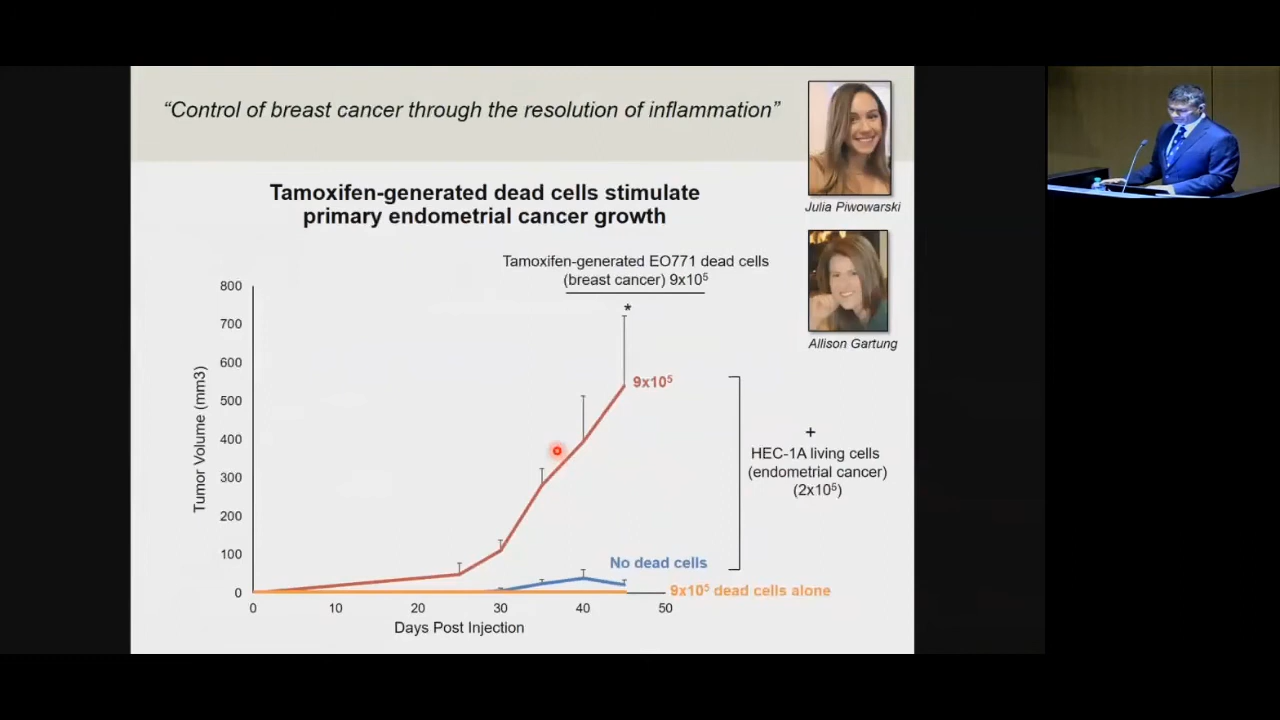 “Control of breast cancer through the resolution of inflammation”
Julia Piwowarski
Allison Gartung
Tamoxifen-generated dead cells stimulate
primary endometrial cancer growth
Tamoxifen-generated EO771 dead cells
(breast cancer) 9x10⁵
*
800
700
600
500
400
300
200
100
0
Tumor Volume (mm3)
9x10⁵
+
HEC-1A living cells
(endometrial cancer)
(2x10⁵)
No dead cells
9x10⁵ dead cells alone
0 10 20 30 40 50
Days Post Injection